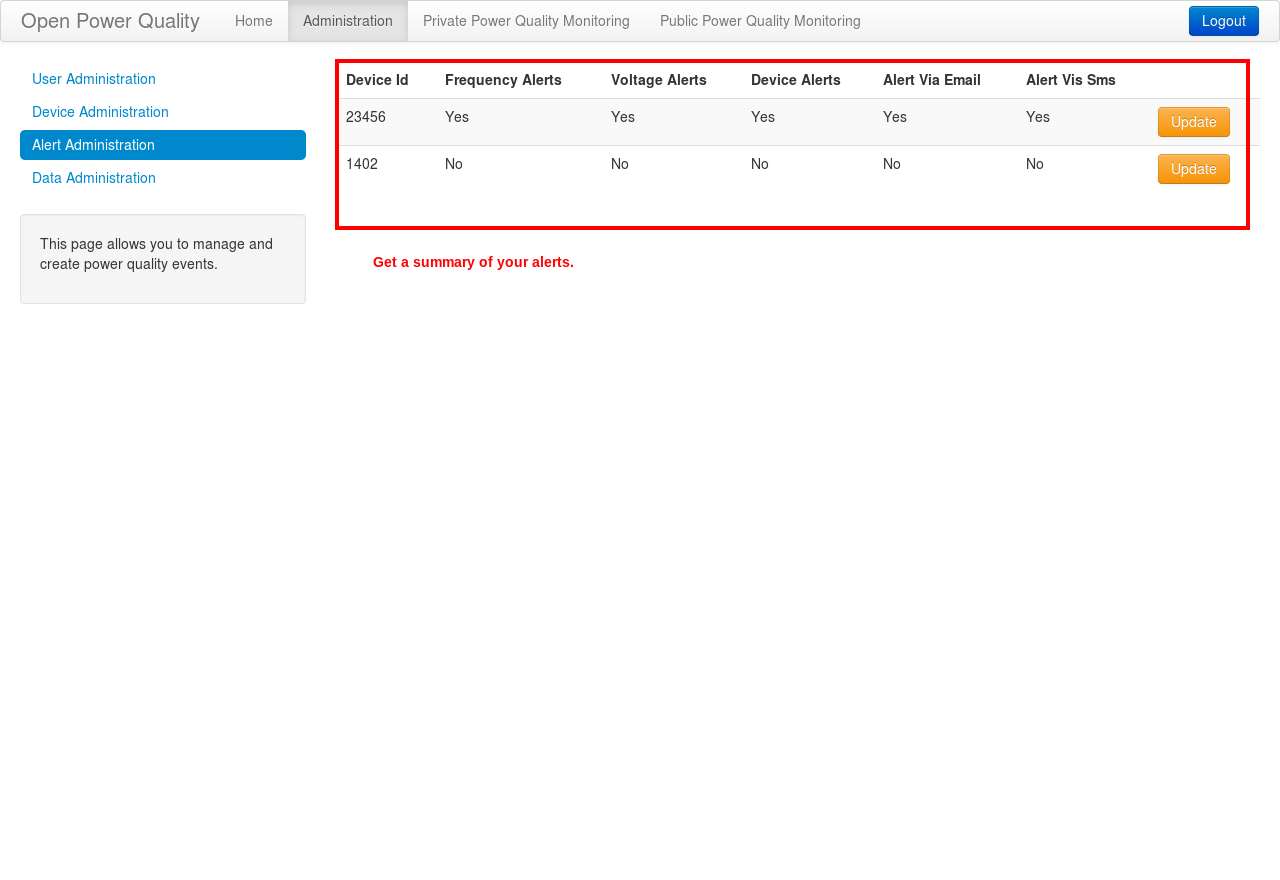 Open Power Quality Home Administration Private Power Quality Monitoring Public Power Quality Monitoring Logout
User Administration
Device Administration
Alert Administration
Data Administration
This page allows you to manage and
create power quality events.
Device Id Frequency Alerts Voltage Alerts Device Alerts Alert Via Email Alert Vis Sms
23456 Yes Yes Yes Yes Yes Update
1402 No No No No No Update
Get a summary of your alerts.